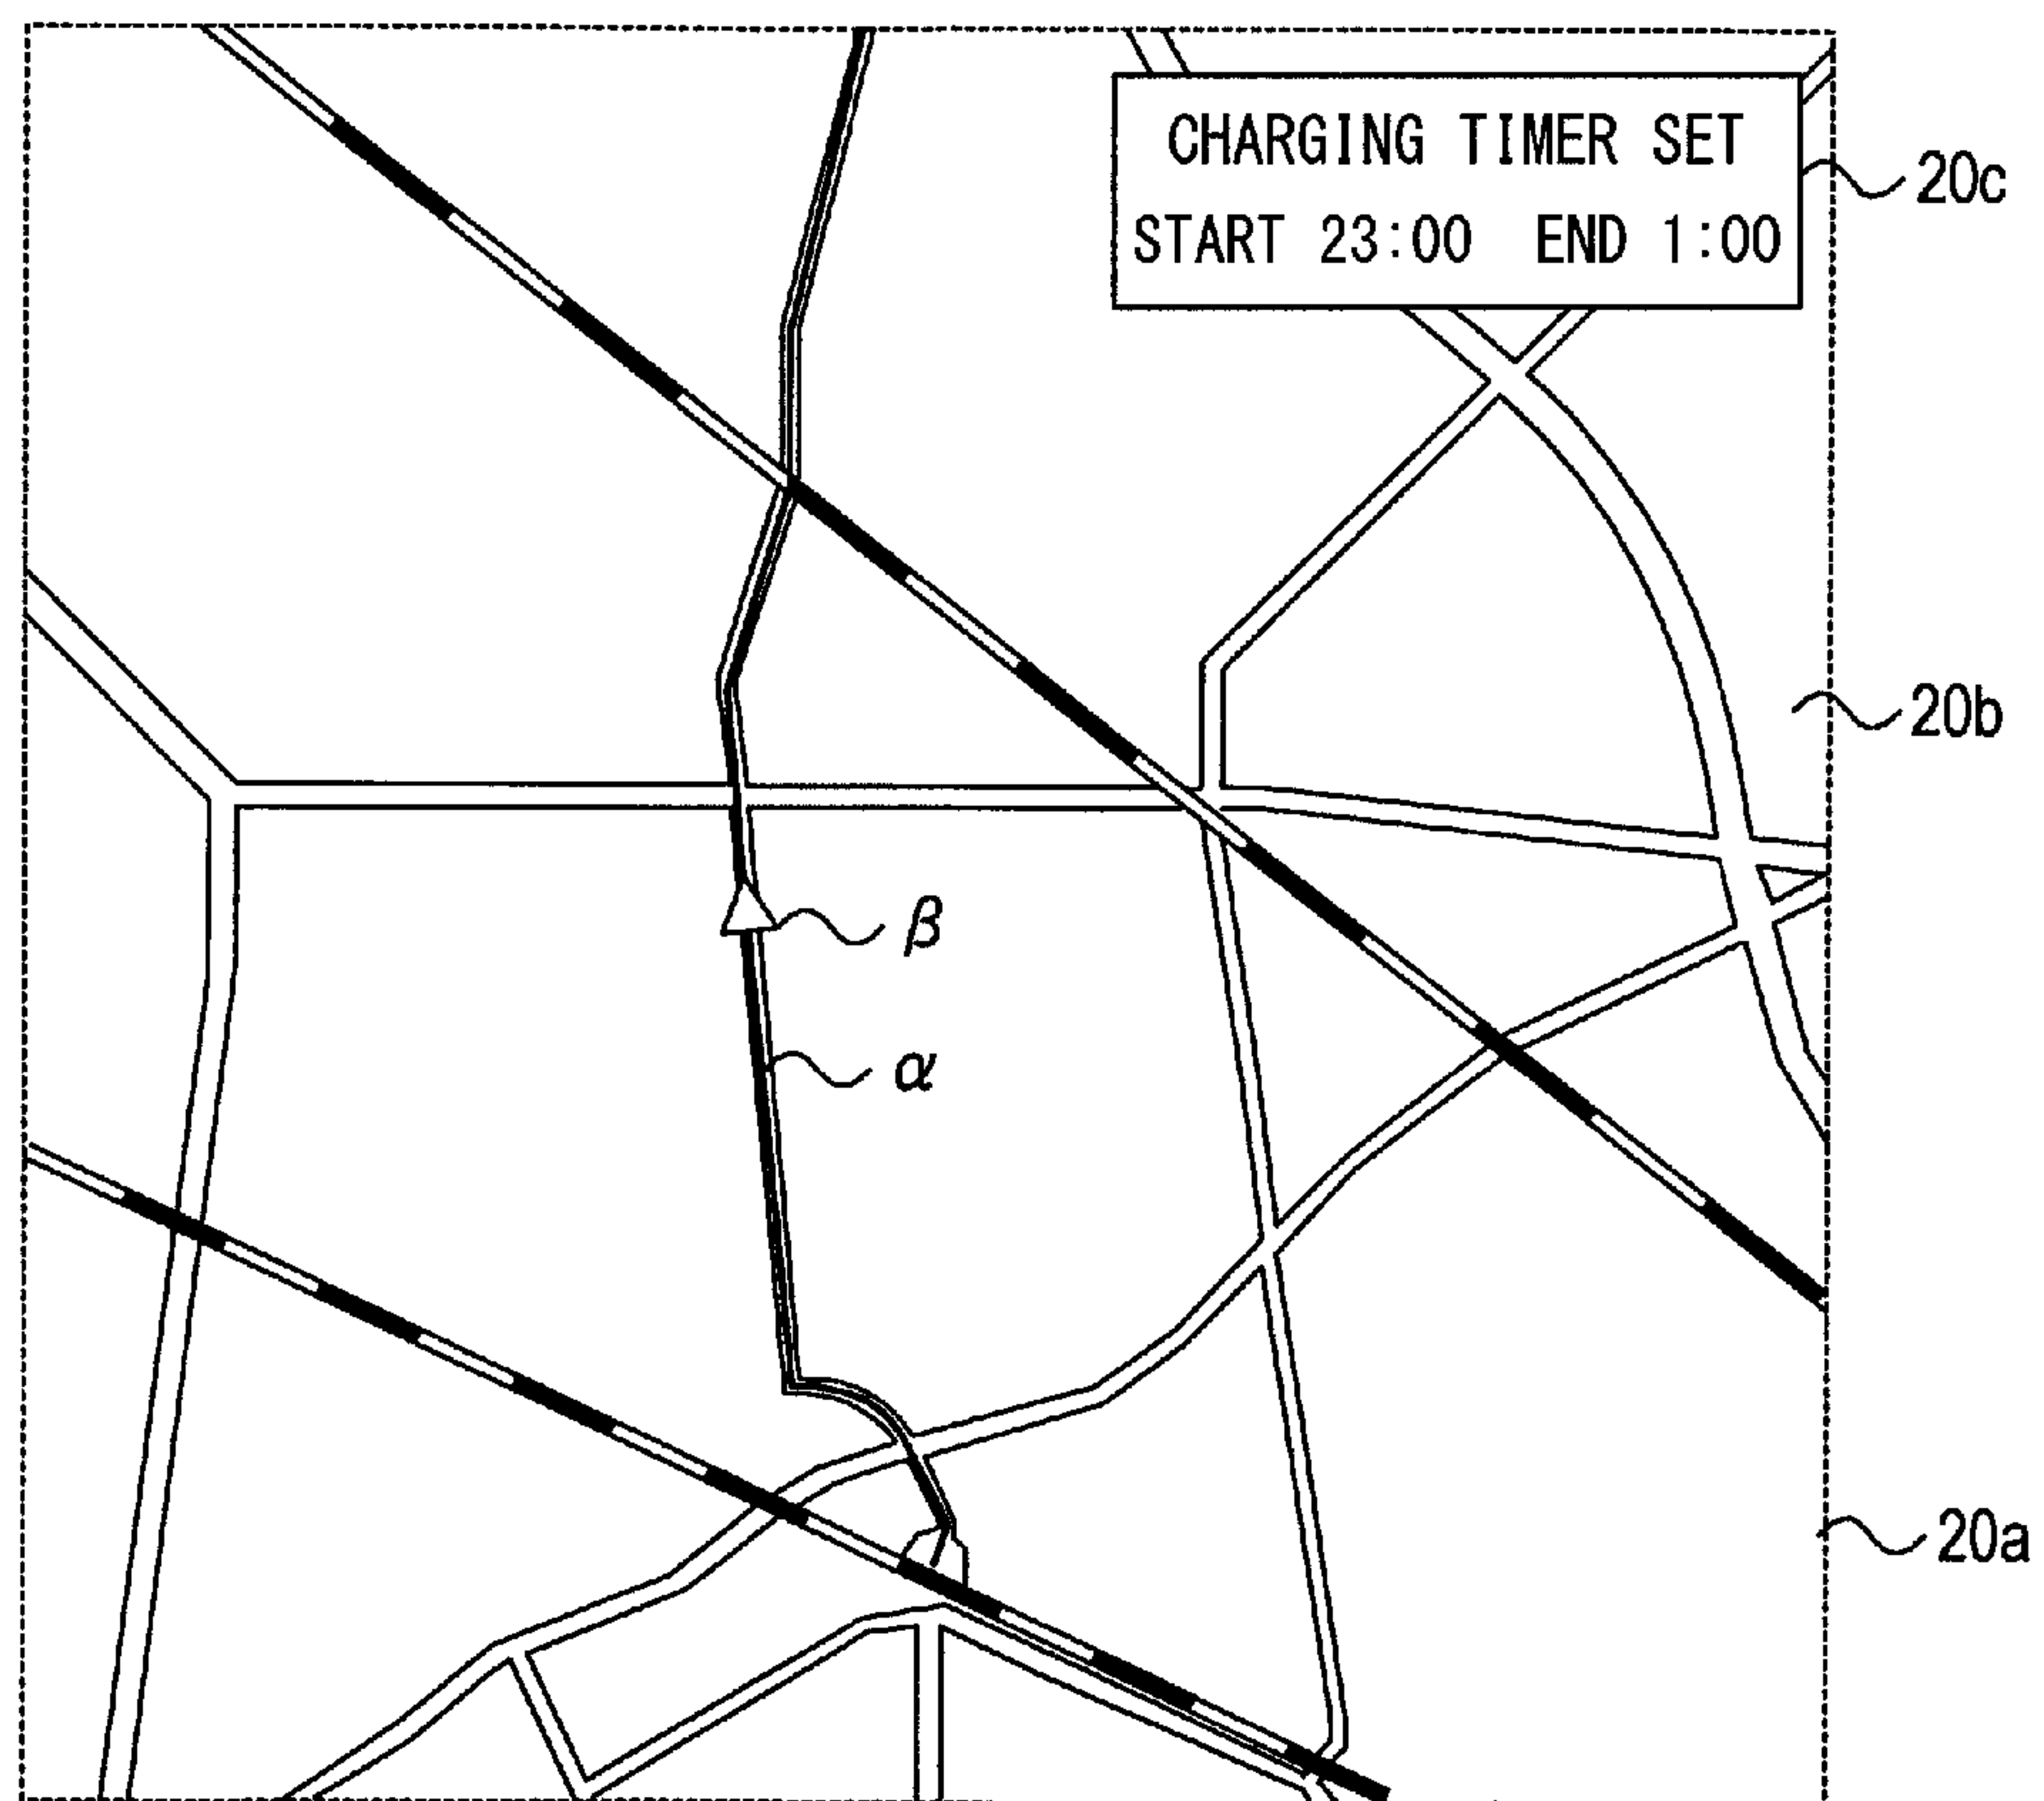 CHARGING TIMER SET
START 23:00 END 1:00
20c
20b
β
α
20a